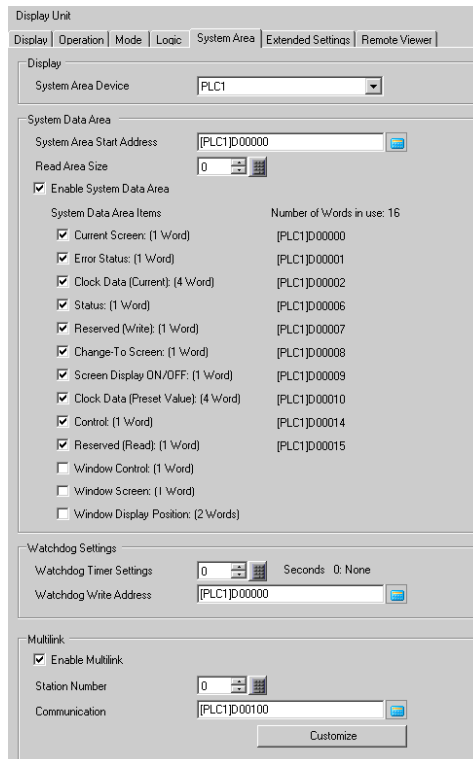 Display Unit
Display Operation Mode Logic System Area Extended Settings Remote Viewer
Display
System Area Device PLC1
System Data Area
System Area Start Address [PLC1]D00000
Read Area Size 0
Enable System Data Area
System Data Area Items Number of Words in use: 16
Current Screen: (1 Word) [PLC1]D00000
Error Status: (1 Word) [PLC1]D00001
Clock Data (Current): (4 Word) [PLC1]D00002
Status: (1 Word) [PLC1]D00006
Reserved (Write): (1 Word) [PLC1]D00007
Change-To Screen: (1 Word) [PLC1]D00008
Screen Display ON/OFF: (1 Word) [PLC1]D00009
Clock Data (Preset Value): (4 Word) [PLC1]D00010
Control: (1 Word) [PLC1]D00014
Reserved (Read): (1 Word) [PLC1]D00015
Window Control: (1 Word)
Window Screen: (1 Word)
Window Display Position: (2 Words)
Watchdog Settings
Watchdog Timer Settings 0 Seconds 0: None
Watchdog Write Address [PLC1]D00000
Multilink
Enable Multilink
Station Number 0
Communication [PLC1]D00100
Customize